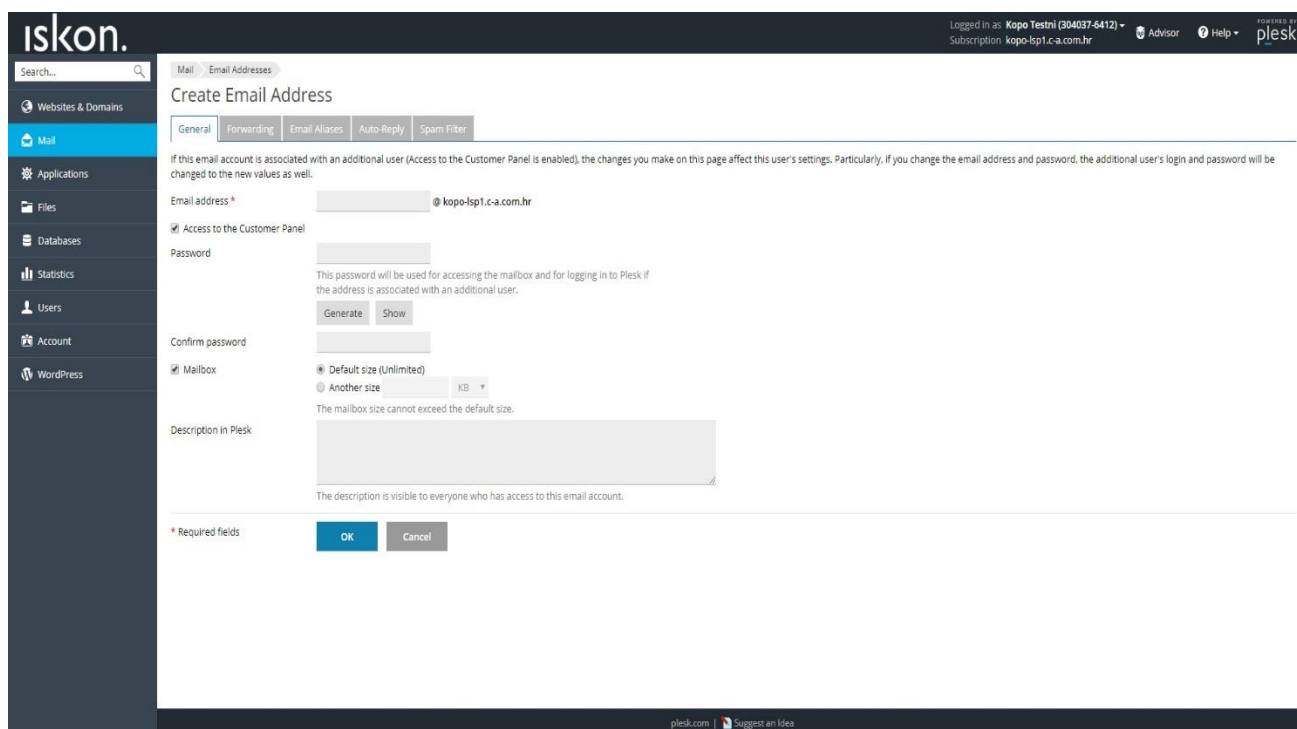 ıskon.
Logged in as Kopo Testni (304037-6412)
Subscription kopo-lsp1.c-a.com.hr
Advisor
Help
POWERED BY
plesk
Search...
Websites & Domains
Mail
Applications
Files
Databases
Statistics
Users
Account
WordPress
Mail Email Addresses
Create Email Address
General Forwarding Email Aliases Auto-Reply Spam Filter
If this email account is associated with an additional user (Access to the Customer Panel is enabled), the changes you make on this page affect this user's settings. Particularly, if you change the email address and password, the additional user's login and password will be
changed to the new values as well.
Email address * @ kopo-lsp1.c-a.com.hr
Access to the Customer Panel
Password
This password will be used for accessing the mailbox and for logging in to Plesk if
the address is associated with an additional user.
Generate Show
Confirm password
Mailbox Default size (Unlimited)
Another size KB
The mailbox size cannot exceed the default size.
Description in Plesk
The description is visible to everyone who has access to this email account.
* Required fields OK Cancel
plesk.com | Suggest an Idea